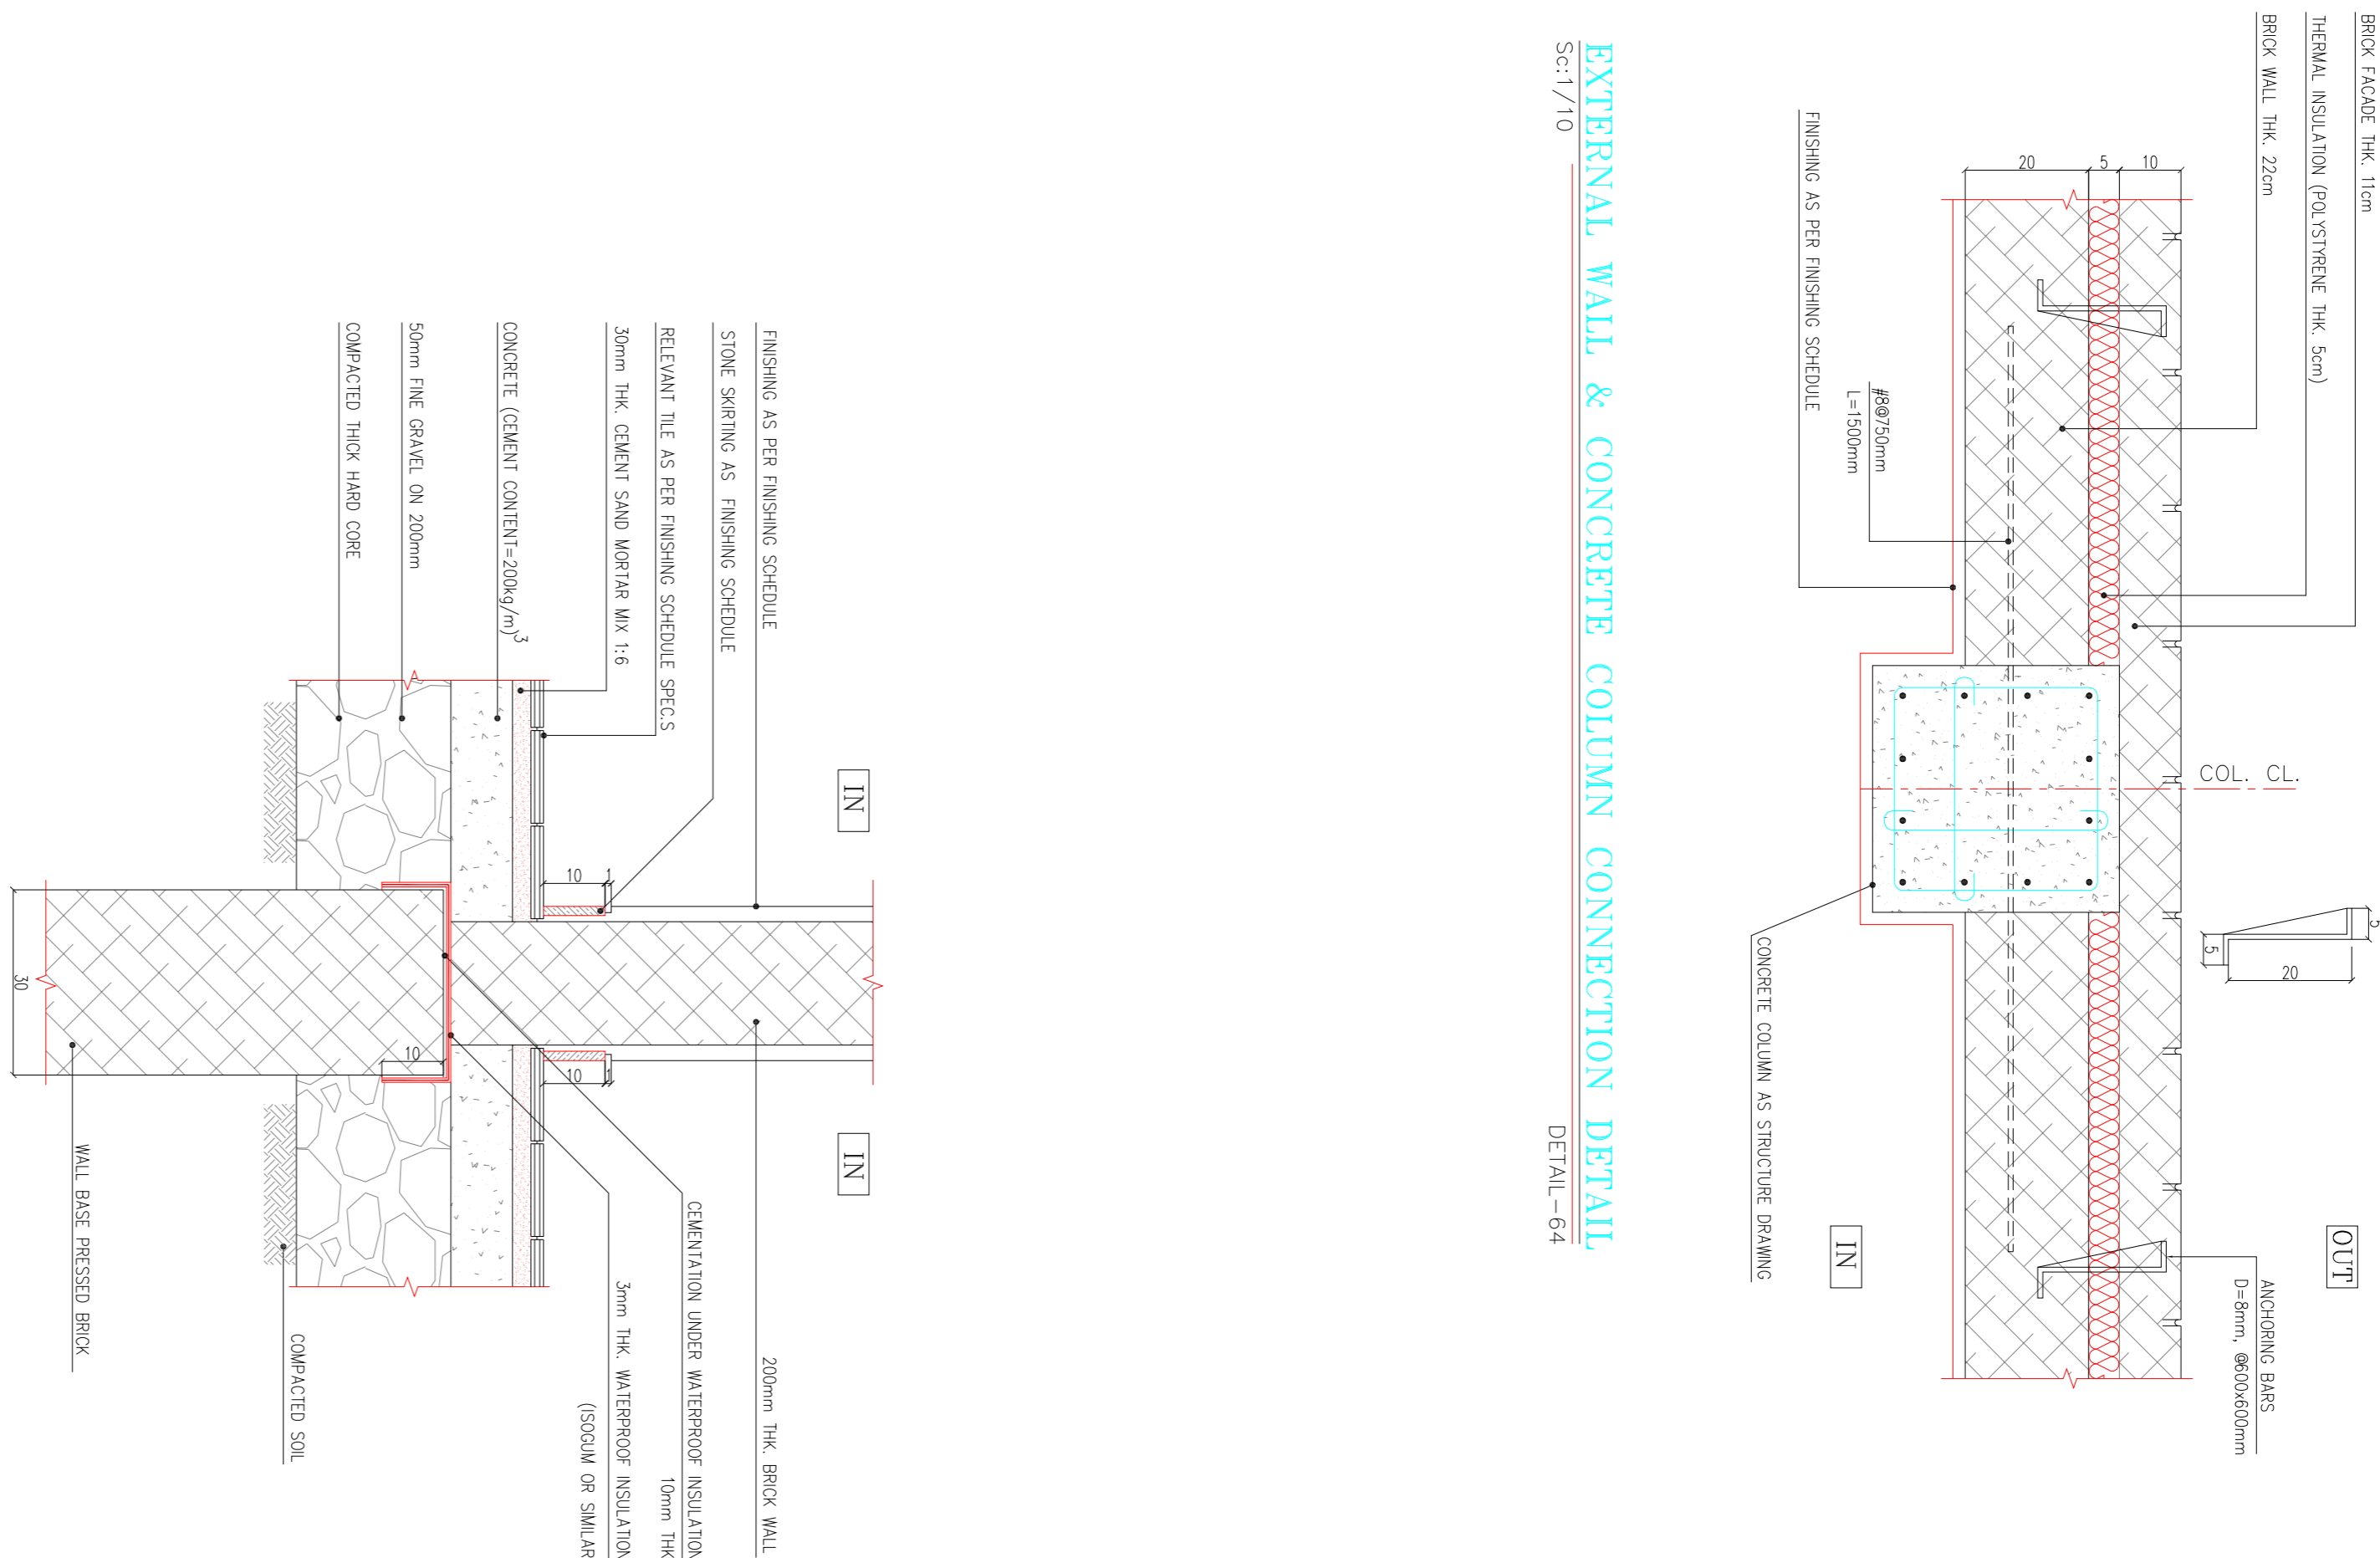 BRICK FACADE THK. 11cm
THERMAL INSULATION (POLYSTYRENE THK. 5cm)
BRICK WALL THK. 22cm
20
5
10
FINISHING AS PER FINISHING SCHEDULE
#8@750mm
L=1500mm
COL. CL.
5
5
20
CONCRETE COLUMN AS STRUCTURE DRAWING
IN
OUT
ANCHORING BARS
D=8mm, @600x600mm
EXTERNAL WALL & CONCRETE COLUMN CONNECTION DETAIL
Sc:1/10
DETAIL-64
FINISHING AS PER FINISHING SCHEDULE
STONE SKIRTING AS FINISHING SCHEDULE
RELEVANT TILE AS PER FINISHING SCHEDULE SPEC.S
30mm THK. CEMENT SAND MORTAR MIX 1:6
CONCRETE (CEMENT CONTENT=200kg/m)3
50mm FINE GRAVEL ON 200mm
COMPACTED THICK HARD CORE
IN
IN
10
1
10
1
10
30
200mm THK. BRICK WALL
CEMENTATION UNDER WATERPROOF INSULATION
10mm THK
3mm THK. WATERPROOF INSULATION
(ISOGUM OR SIMILAR
COMPACTED SOIL
WALL BASE PRESSED BRICK